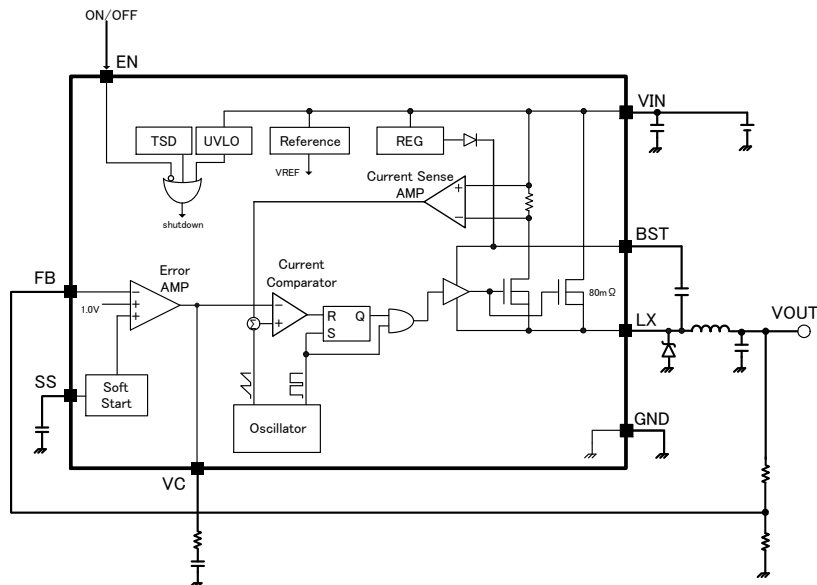 ON/OFF
EN
VIN
TSD
UVLO
Reference
REG
VREF
Current Sense
AMP
+
−
shutdown
BST
FB
Error
AMP
Current
Comparator
−
+
+
1.0V
−
+
Σ
R Q
S
80mΩ
LX
VOUT
SS
Soft
Start
Oscillator
GND
VC